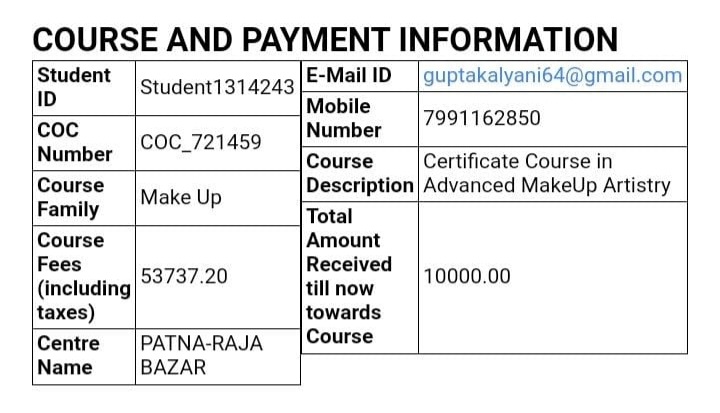 COURSE AND PAYMENT INFORMATION
Student
ID
Student1314243
COC
Number
COC_721459
Course
Family
Make Up
Course
Fees
(including
taxes)
53737.20
Centre
Name
PATNA-RAJA
BAZAR
E-Mail ID
guptakalyani64@gmail.com
Mobile
Number
7991162850
Course
Description
Certificate Course in
Advanced MakeUp Artistry
Total
Amount
Received
till now
towards
Course
10000.00